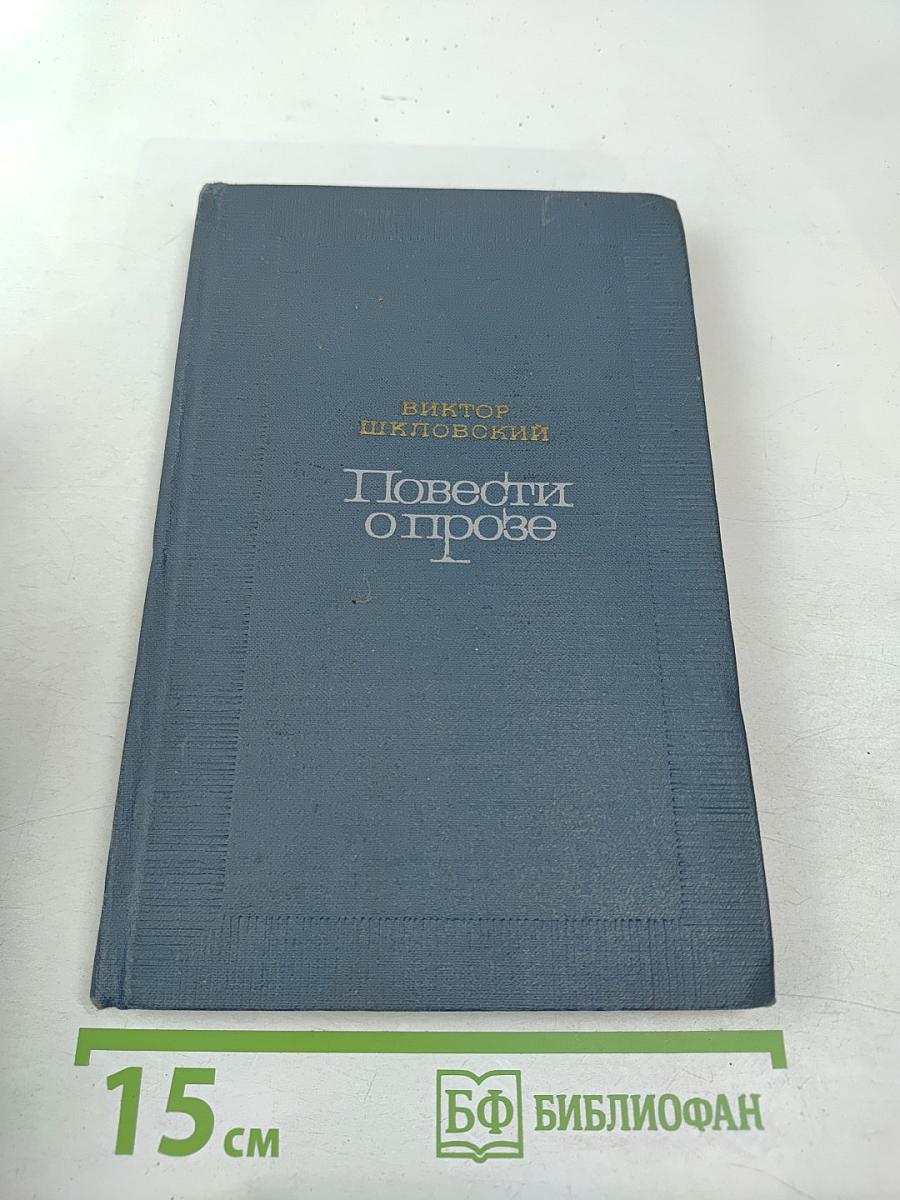 ВИКТОР
ШКЛОВСКИЙ
Повести
о прозе
15 см
БФ БИБЛИОФАН